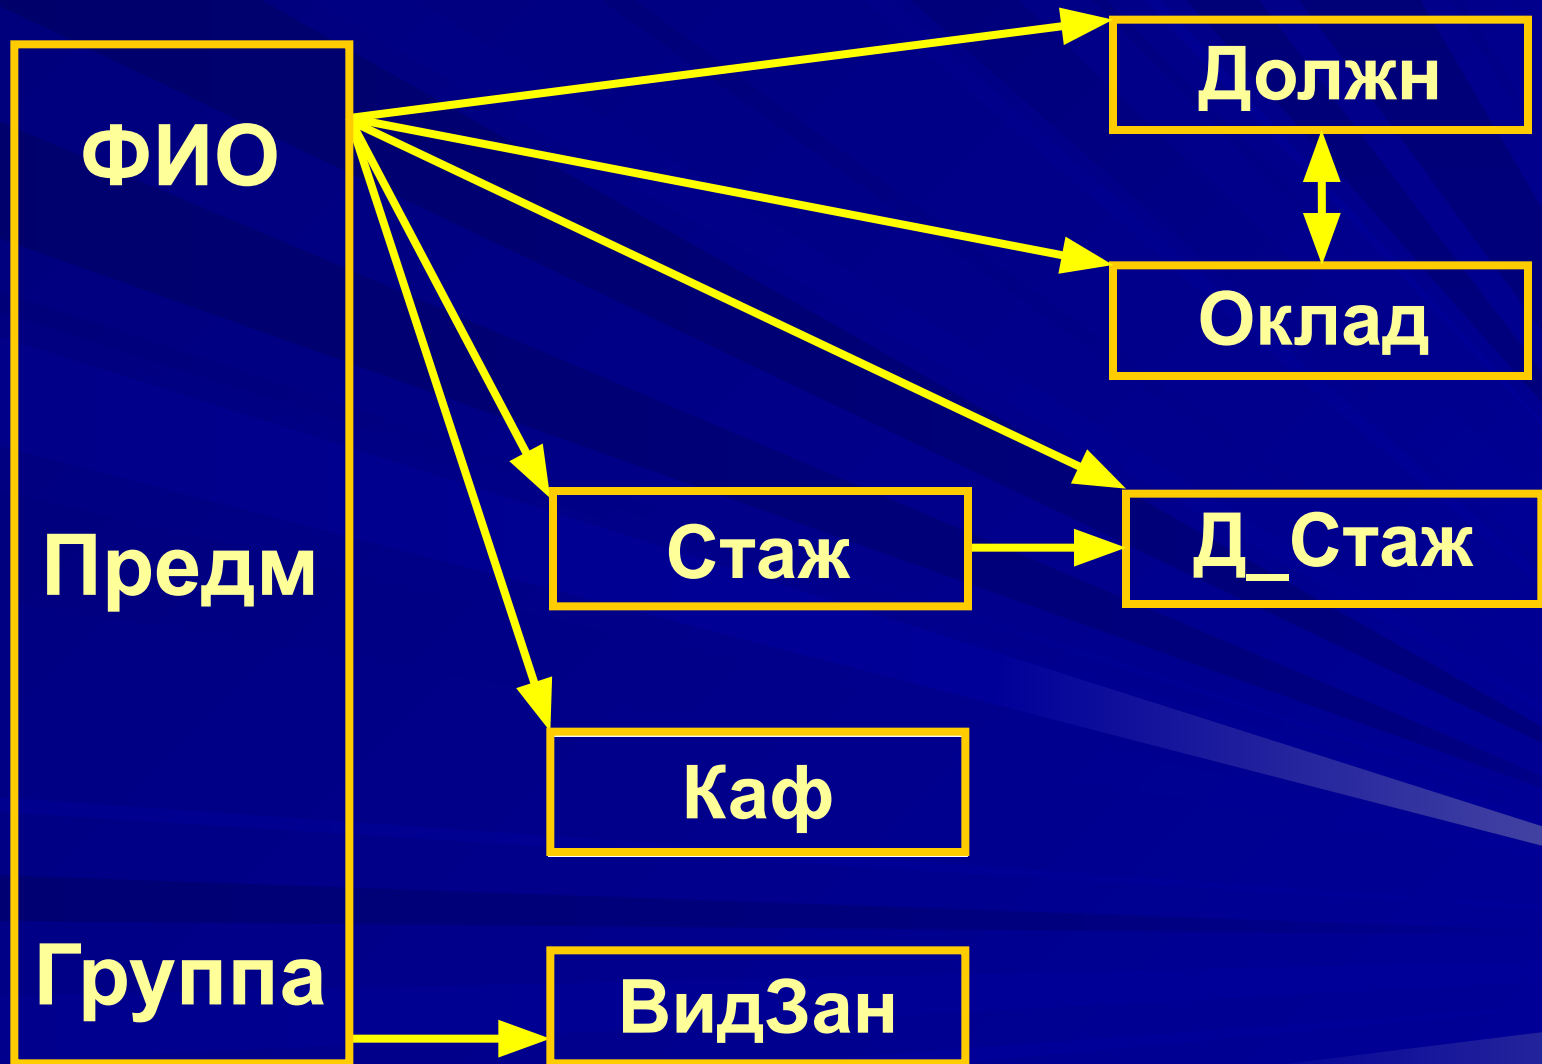 ФИО
Предм
Группа
Должн
Оклад
Стаж
Д_Стаж
Каф
ВидЗан